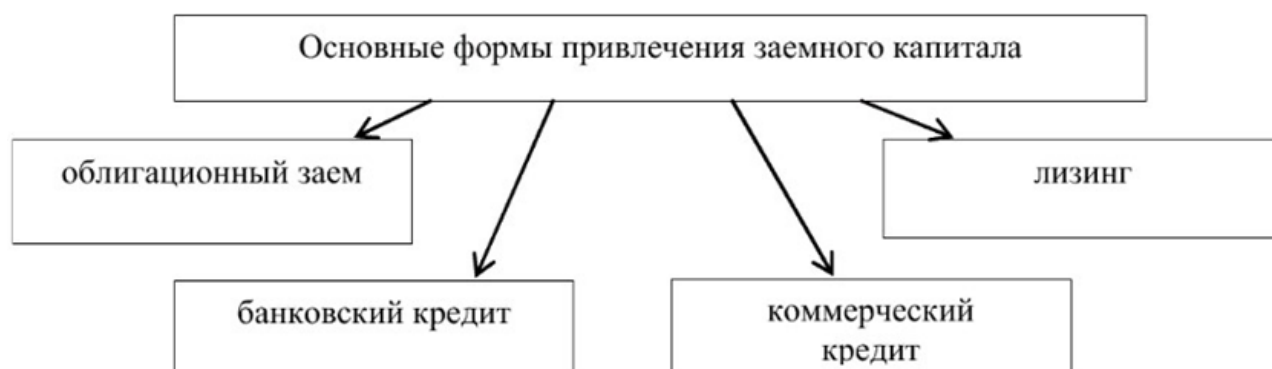 Основные формы привлечения заемного капитала
облигационный заем
лизинг
банковский кредит
коммерческий
кредит